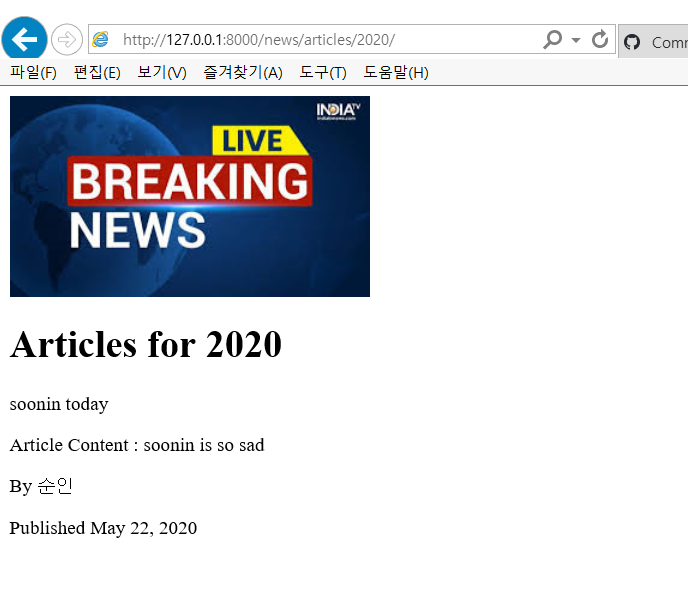 http://127.0.0.1:8000/news/articles/2020/
Comm
파일(F) 편집(E) 보기(V) 즐겨찾기(A) 도구(T) 도움말(H)
INDIA TV
indiatvnews.com
LIVE
BREAKING
NEWS
Articles for 2020
soonin today
Article Content : soonin is so sad
By 순인
Published May 22, 2020